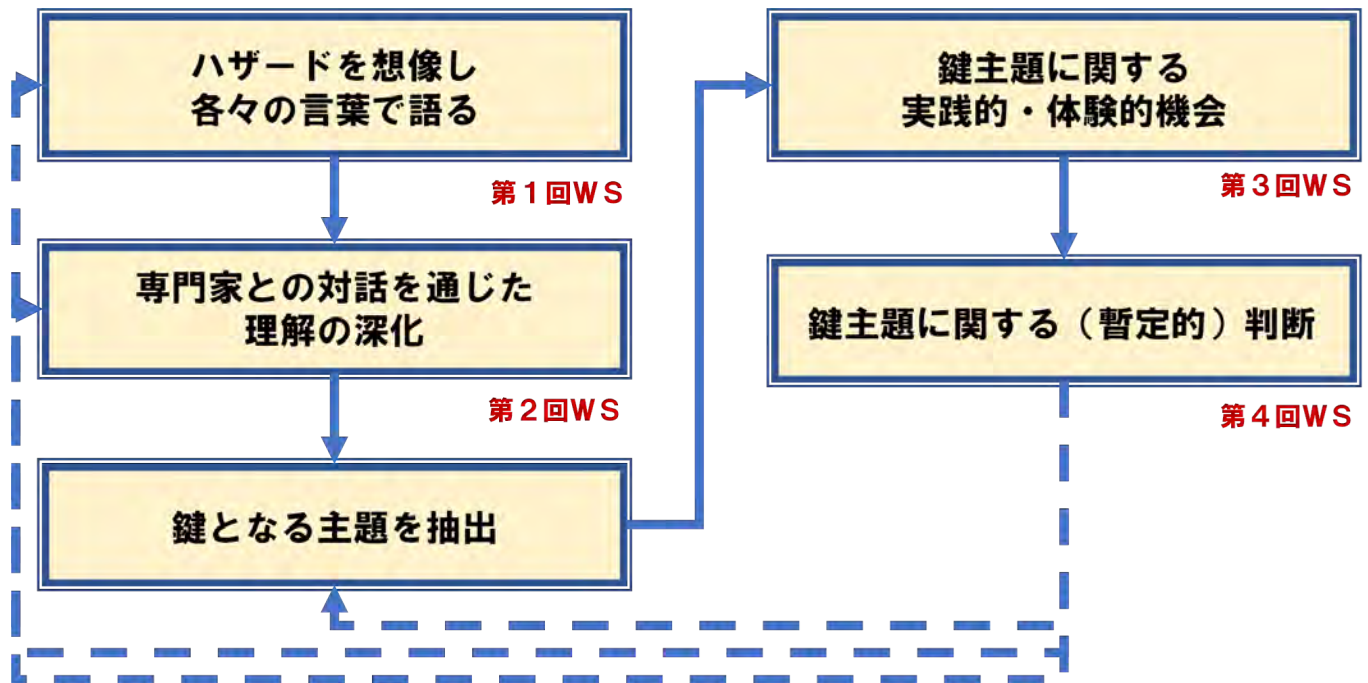 ハザードを想像し
各々の言葉で語る
第1回WS
専門家との対話を通じた
理解の深化
第2回WS
鍵となる主題を抽出
鍵主題に関する
実践的・体験的機会
第3回WS
鍵主題に関する(暫定的)判断
第4回WS